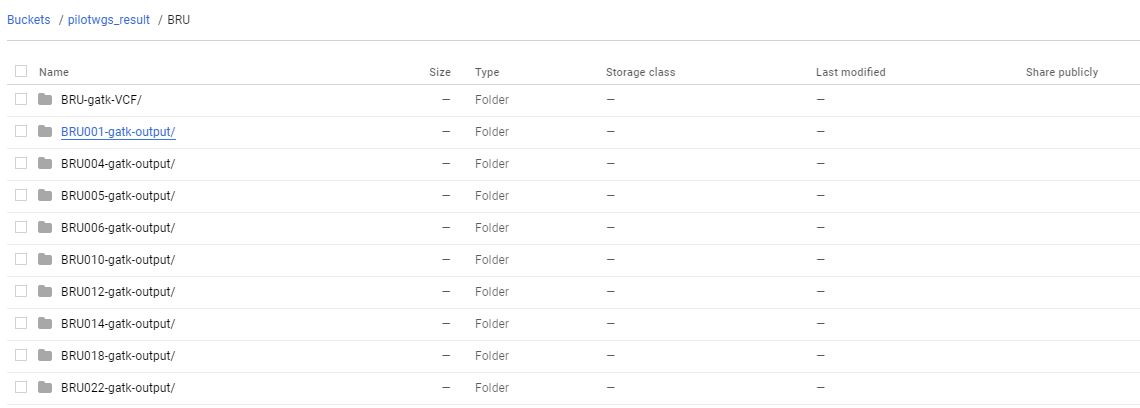 Buckets / pilotwgs_result / BRU
Name Size Type Storage class Last modified Share publicly
BRU-gatk-VCF/ — Folder — —
BRU001-gatk-output/ — Folder — —
BRU004-gatk-output/ — Folder — —
BRU005-gatk-output/ — Folder — —
BRU006-gatk-output/ — Folder — —
BRU010-gatk-output/ — Folder — —
BRU012-gatk-output/ — Folder — —
BRU014-gatk-output/ — Folder — —
BRU018-gatk-output/ — Folder — —
BRU022-gatk-output/ — Folder — —